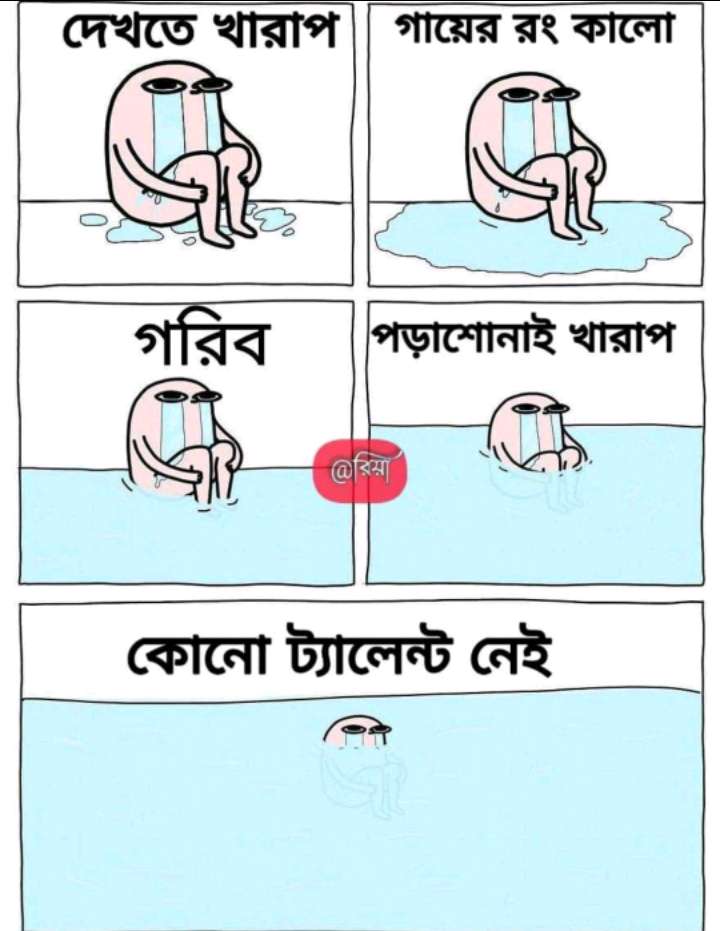 দেখতে খারাপ
গায়ের রং কালো
গরিব
পড়াশোনাই খারাপ
@রিয়া
কোনো ট্যালেন্ট নেই